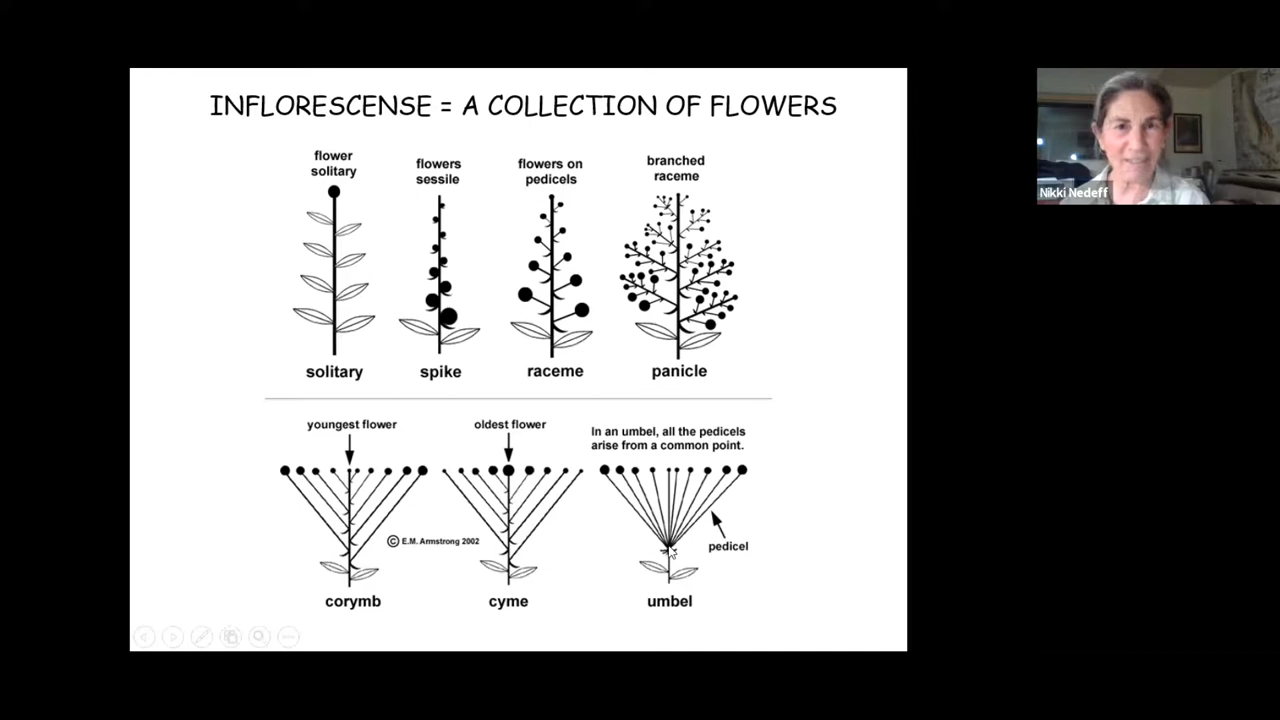 INFLORESCENSE = A COLLECTION OF FLOWERS
flower
solitary
flowers
sessile
flowers on
pedicels
branched
raceme
solitary
spike
raceme
panicle
youngest flower
oldest flower
In an umbel, all the pedicels
arise from a common point.
© E.M. Armstrong 2002
pedicel
corymb
cyme
umbel
Nikki Nedeff